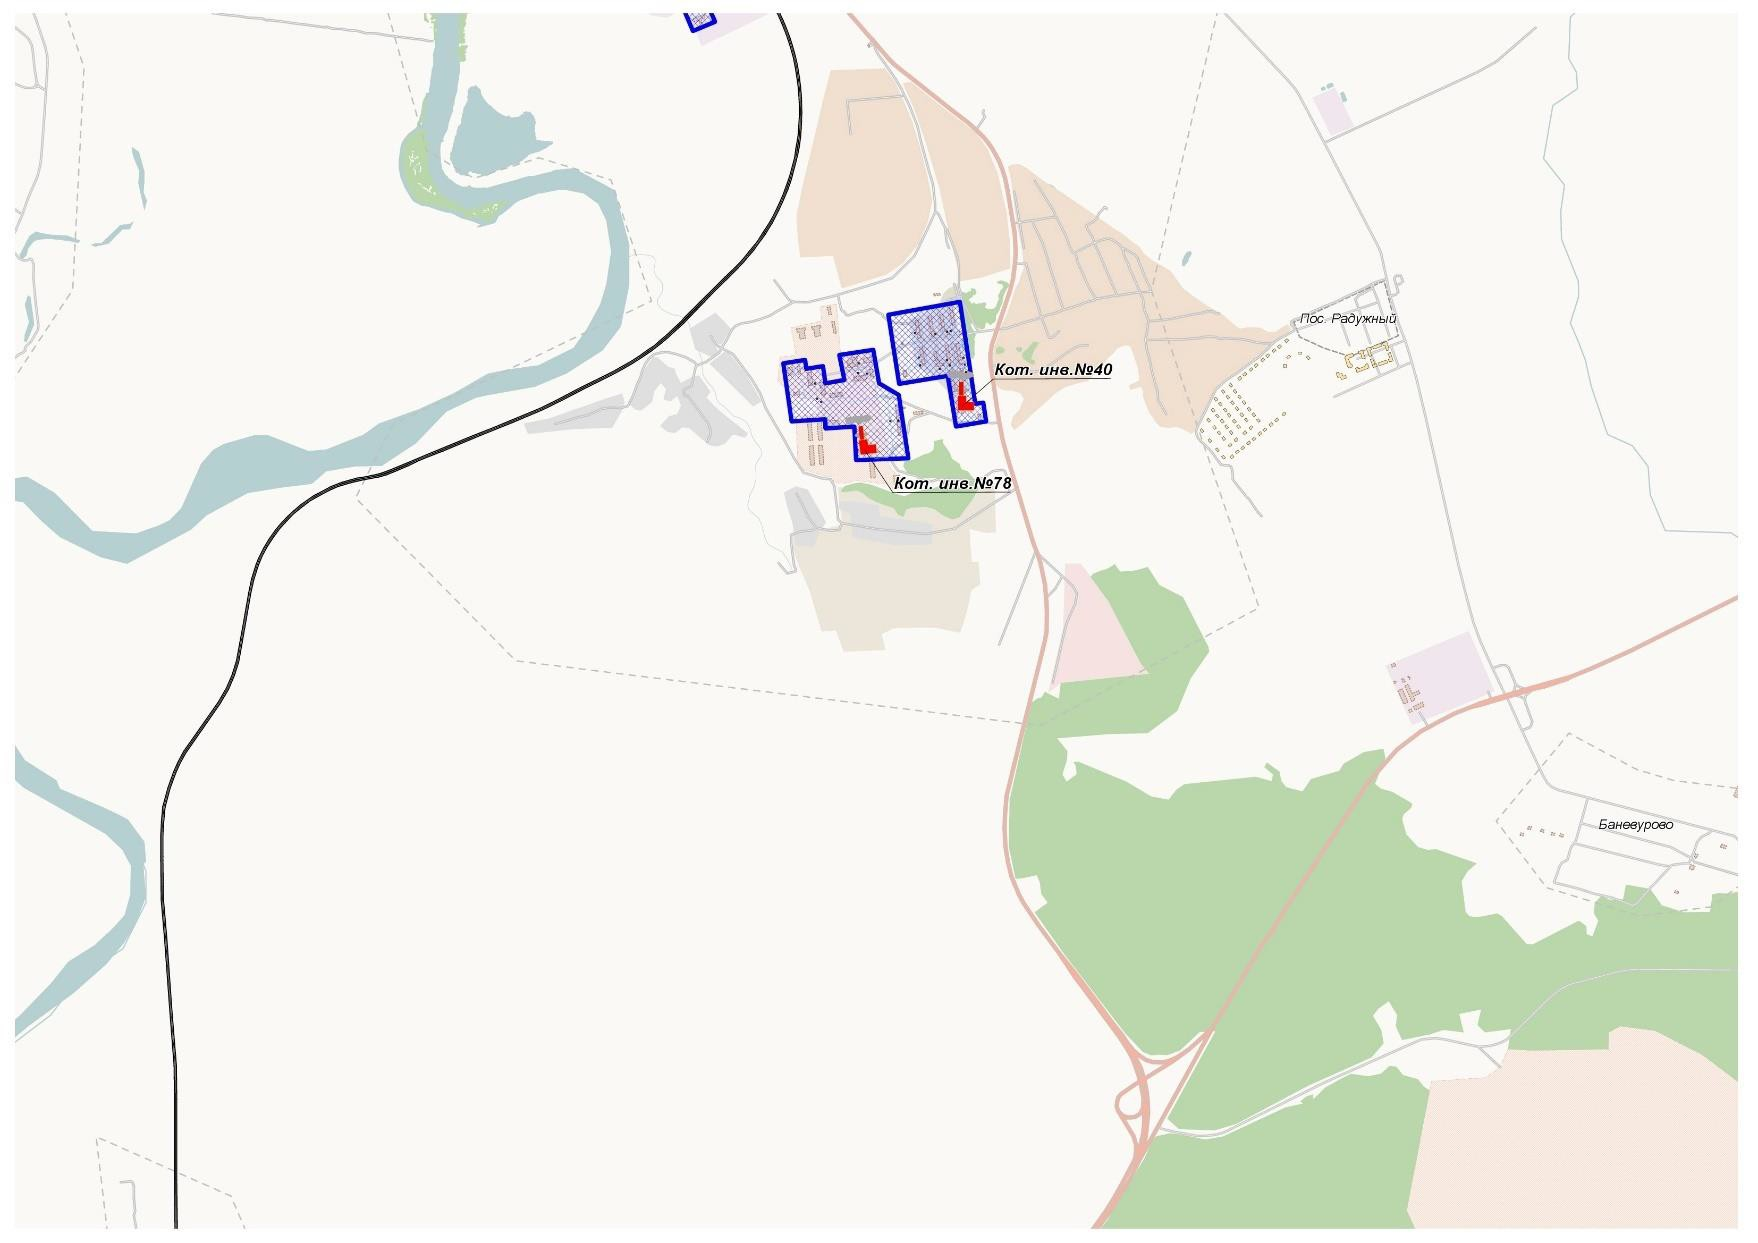 Пос. Радужный
Кот. инв.№40
Кот. инв.№78
Баневурово